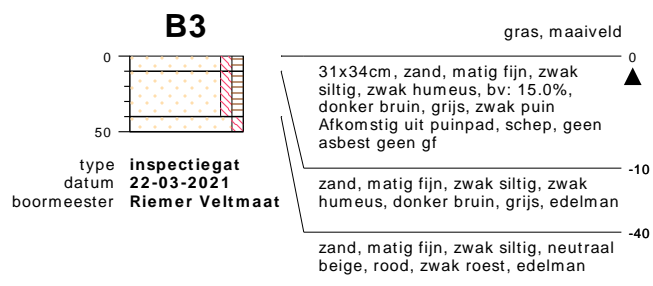 B3
gras, maaiveld
0
0
50
31x34cm, zand, matig fijn, zwak
siltig, zwak humeus, bv: 15.0%,
donker bruin, grijs, zwak puin
Afkomstig uit puinpad, schep, geen
asbest geen gf
-10
zand, matig fijn, zwak siltig, zwak
humeus, donker bruin, grijs, edelman
-40
zand, matig fijn, zwak siltig, neutraal
beige, rood, zwak roest, edelman
type inspectiegat
datum 22-03-2021
boormeester Riemer Veltmaat